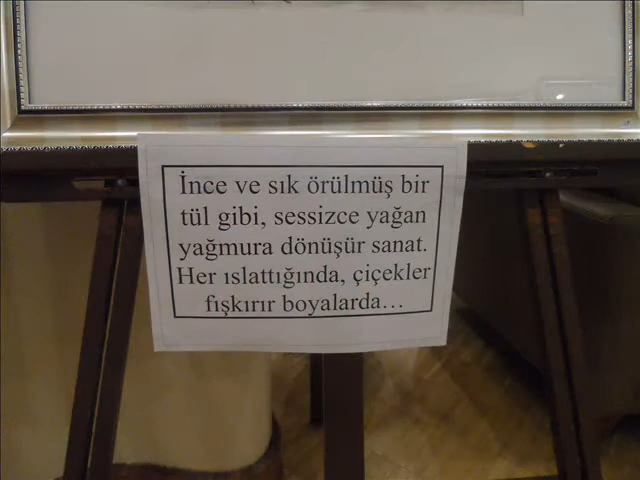 İnce ve sık örülmüş bir
tül gibi, sessizce yağan
yağmura dönüşür sanat.
Her ıslattığında, çiçekler
fışkırır boyalarda…